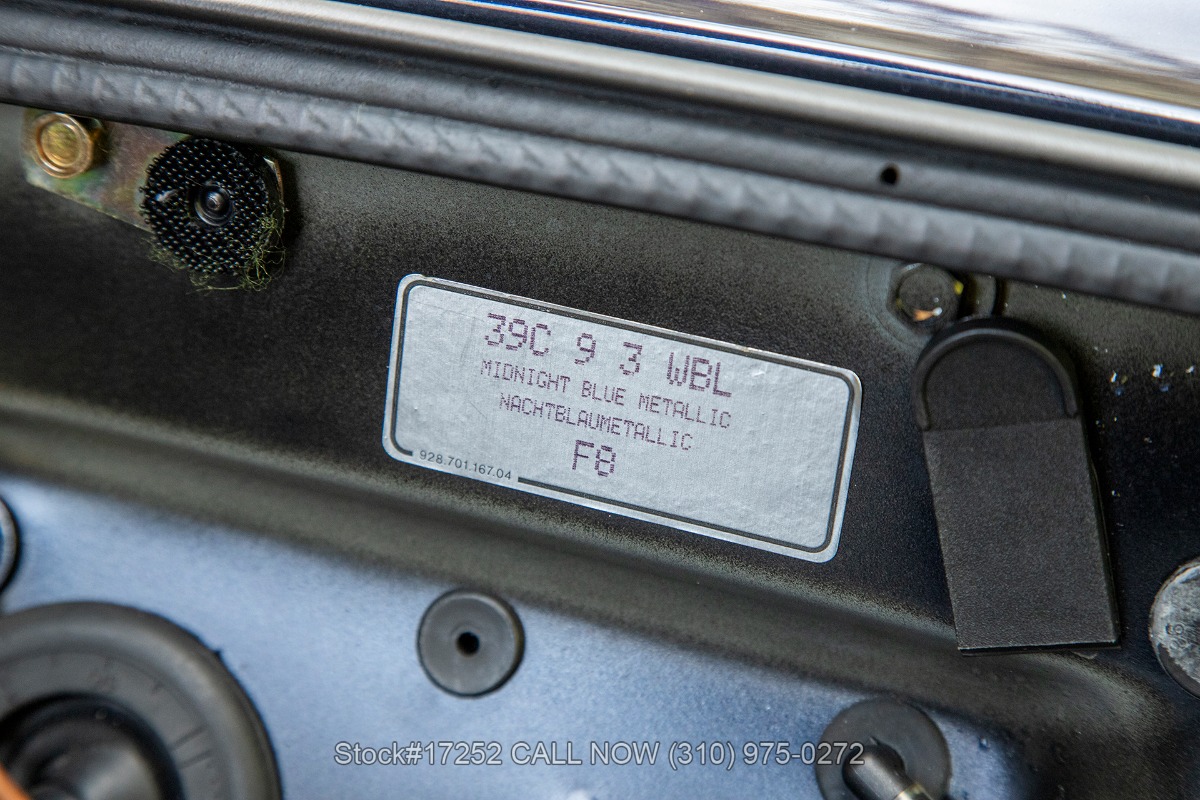 39C 9 3 WBL
MIDNIGHT BLUE METALLIC
NACHTBLAUMETALLIC
F8
928.701.167.04
Stock#17252 CALL NOW (310) 975-0272